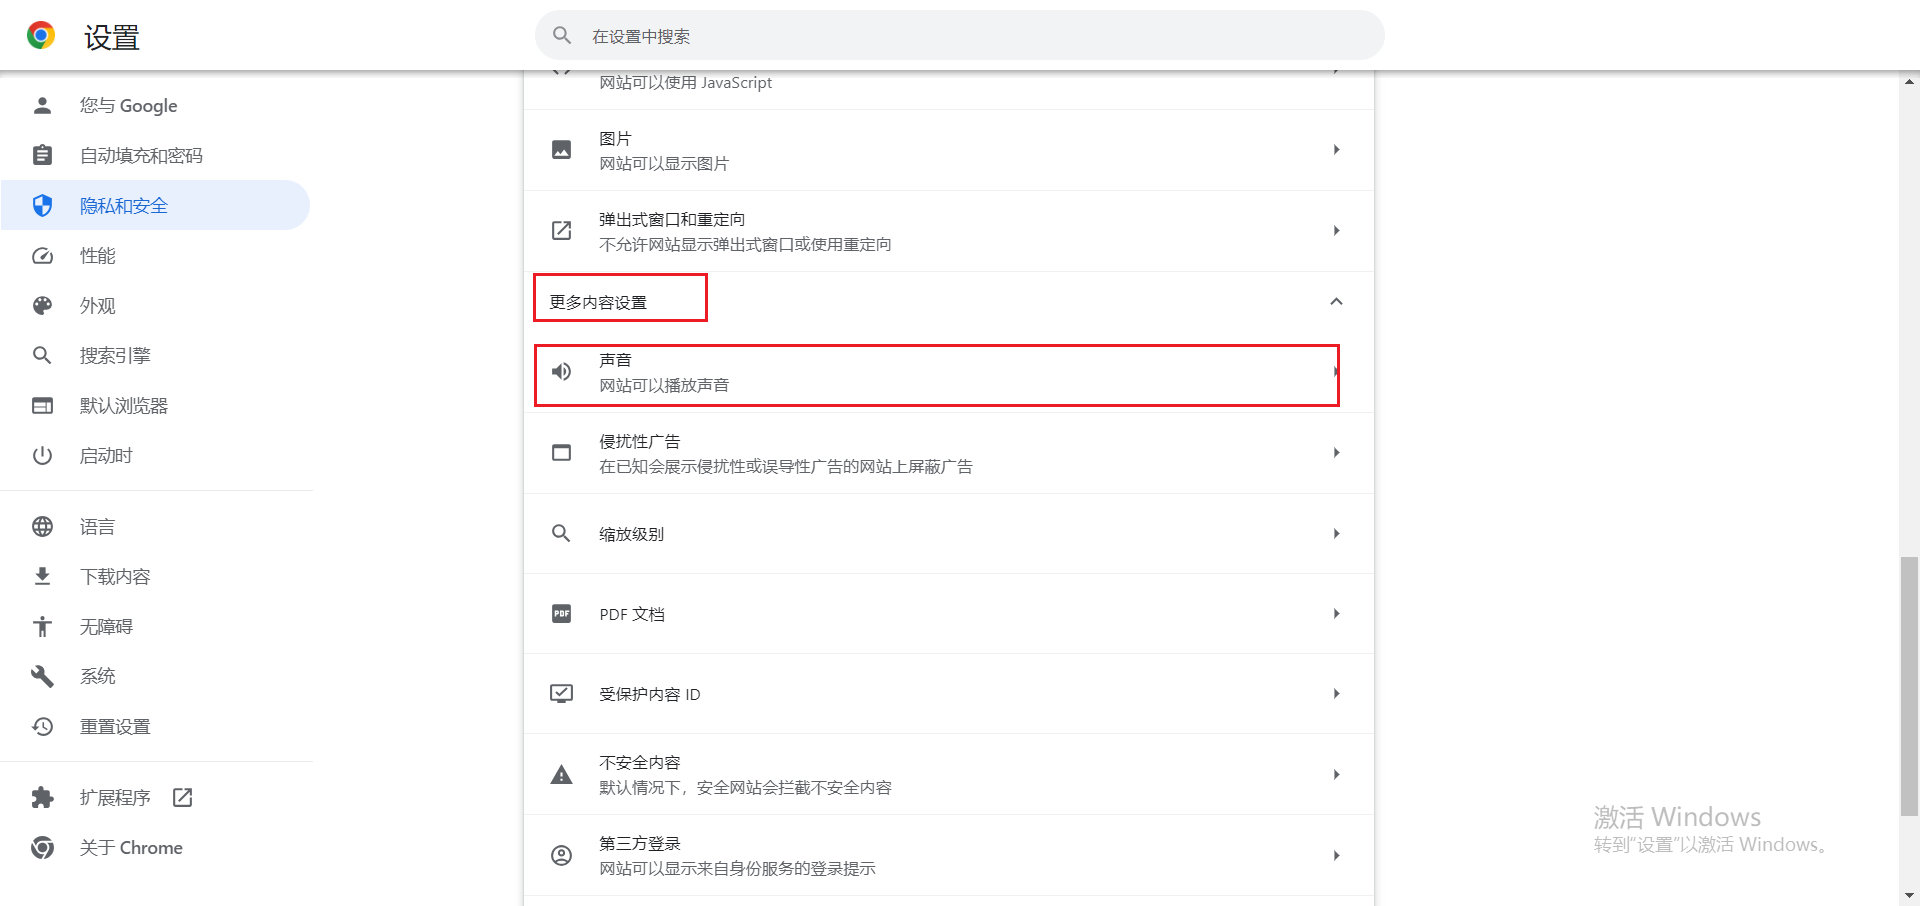 设置
在设置中搜索
您与 Google
自动填充和密码
隐私和安全
性能
外观
搜索引擎
默认浏览器
启动时
语言
下载内容
无障碍
系统
重置设置
扩展程序
关于 Chrome
网站可以使用 JavaScript
图片
网站可以显示图片
弹出式窗口和重定向
不允许网站显示弹出式窗口或使用重定向
更多内容设置
声音
网站可以播放声音
侵扰性广告
在已知会展示侵扰性或误导性广告的网站上屏蔽广告
缩放级别
PDF
PDF 文档
受保护内容 ID
不安全内容
默认情况下，安全网站会拦截不安全内容
第三方登录
网站可以显示来自身份服务的登录提示
激活 Windows
转到"设置"以激活 Windows。